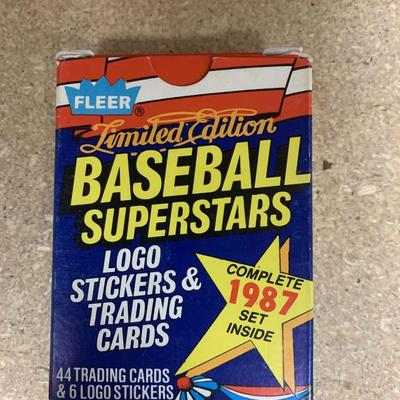 FLEER®
Limited Edition
BASEBALL
SUPERSTARS
LOGO
STICKERS &
TRADING
CARDS
COMPLETE
1987
SET
INSIDE
44 TRADING CARDS
& 6 LOGO STICKERS